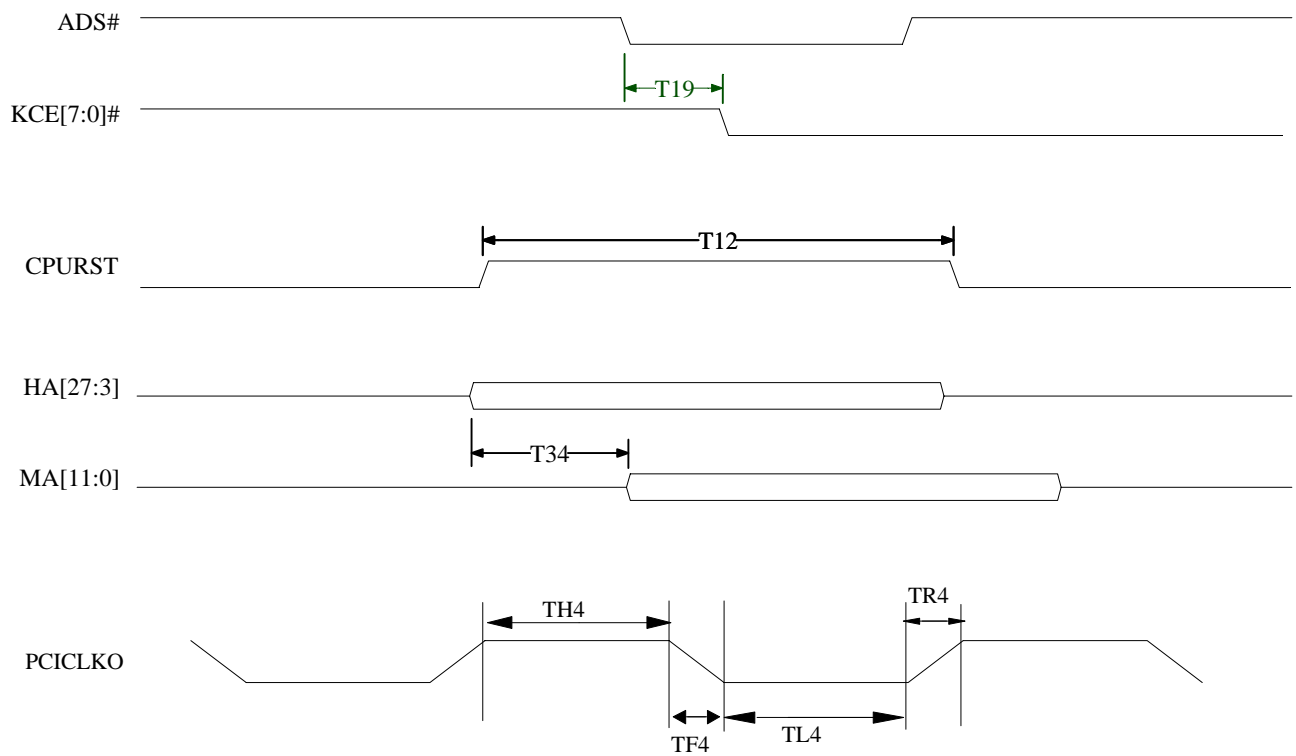 ADS#
T19
KCE[7:0]#
T12
CPURST
HA[27:3]
T34
MA[11:0]
TH4
TR4
PCICLKO
TF4
TL4